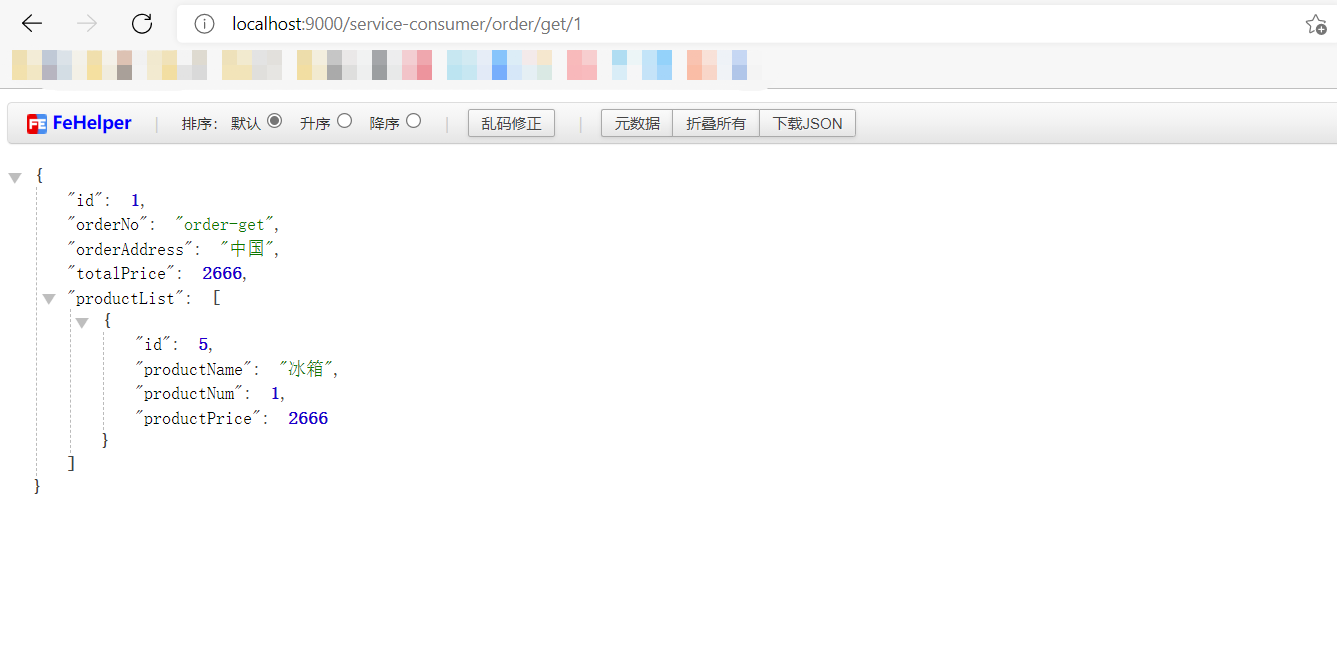 localhost:9000/service-consumer/order/get/1
FeHelper | 排序: 默认 升序 降序 | 乱码修正 | 元数据 折叠所有 下载JSON
{
"id": 1,
"orderNo": "order-get",
"orderAddress": "中国",
"totalPrice": 2666,
"productList": [
{
"id": 5,
"productName": "冰箱",
"productNum": 1,
"productPrice": 2666
}
]
}